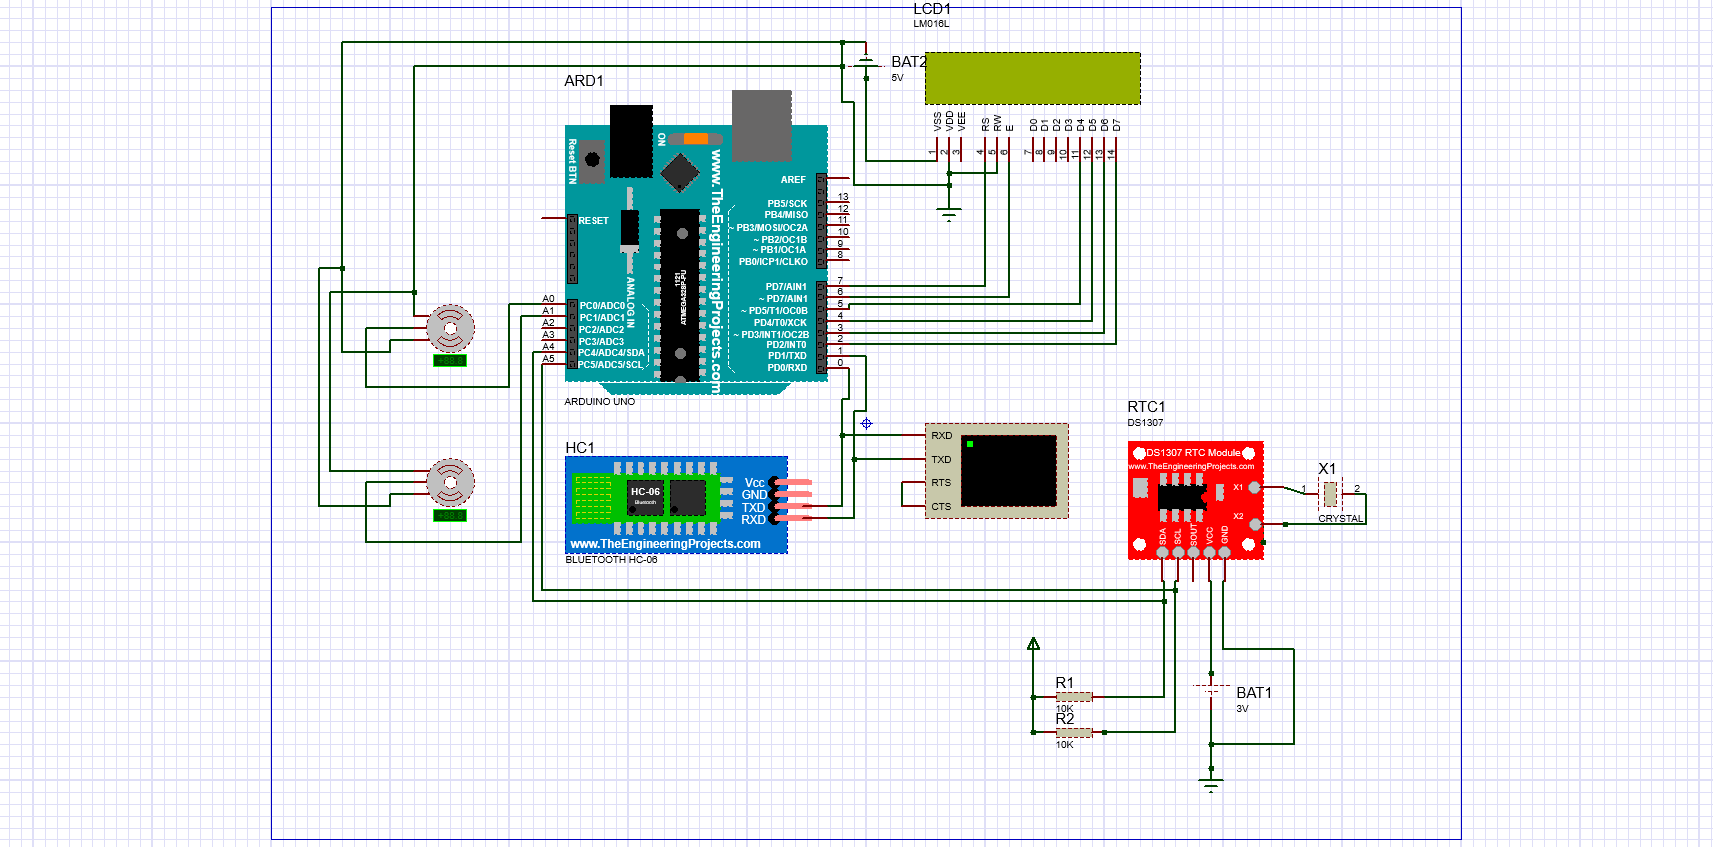 LCD1
LM016L
BAT2
5V
ARD1
VSS
VDD
VEE
RS
RW
E
D0
D1
D2
D3
D4
D5
D6
D7
1
2
3
4
5
6
7
8
9
10
11
12
13
14
Reset BTN
ON
www.TheEngineeringProjects.com
ANALOG IN
1121
ATMEGA328P-PU
RESET
AREF
PB5/SCK 13
PB4/MISO 12
~ PB3/MOSI/OC2A 11
~ PB2/OC1B 10
~ PB1/OC1A 9
PB0/ICP1/CLKO 8
PD7/AIN1 7
~ PD7/AIN1 6
~ PD5/T1/OC0B 5
PD4/T0/XCK 4
~ PD3/INT1/OC2B 3
PD2/INT0 2
PD1/TXD 1
PD0/RXD 0
A0 PC0/ADC0
A1 PC1/ADC1
A2 PC2/ADC2
A3 PC3/ADC3
A4 PC4/ADC4/SDA
A5 PC5/ADC5/SCL
ARDUINO UNO
HC1
HC-06
Bluetooth
Vcc
GND
TXD
RXD
www.TheEngineeringProjects.com
BLUETOOTH HC-06
RXD
TXD
RTS
CTS
RTC1
DS1307
DS1307 RTC Module
www.TheEngineeringProjects.com
X1
X2
SDA
SCL
SOUT
VCC
GND
X1
1
2
CRYSTAL
R1
10K
R2
10K
BAT1
3V